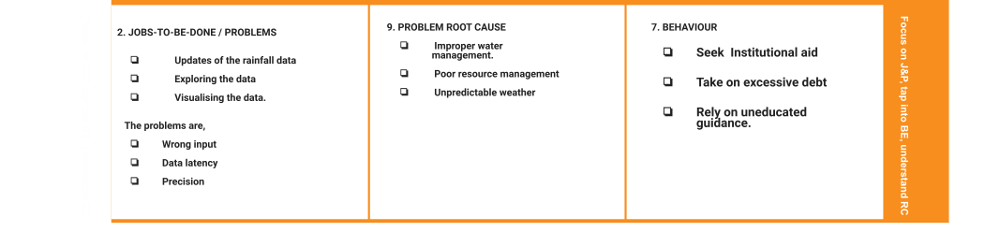 2. JOBS-TO-BE-DONE / PROBLEMS
❑ Updates of the rainfall data
❑ Exploring the data
❑ Visualising the data.
The problems are,
❑ Wrong input
❑ Data latency
❑ Precision
9. PROBLEM ROOT CAUSE
❑ Improper water
management.
❑ Poor resource management
❑ Unpredictable weather
7. BEHAVIOUR
❑ Seek Institutional aid
❑ Take on excessive debt
❑ Rely on uneducated
guidance.
Focus on J&P, tap into BE, understand RC